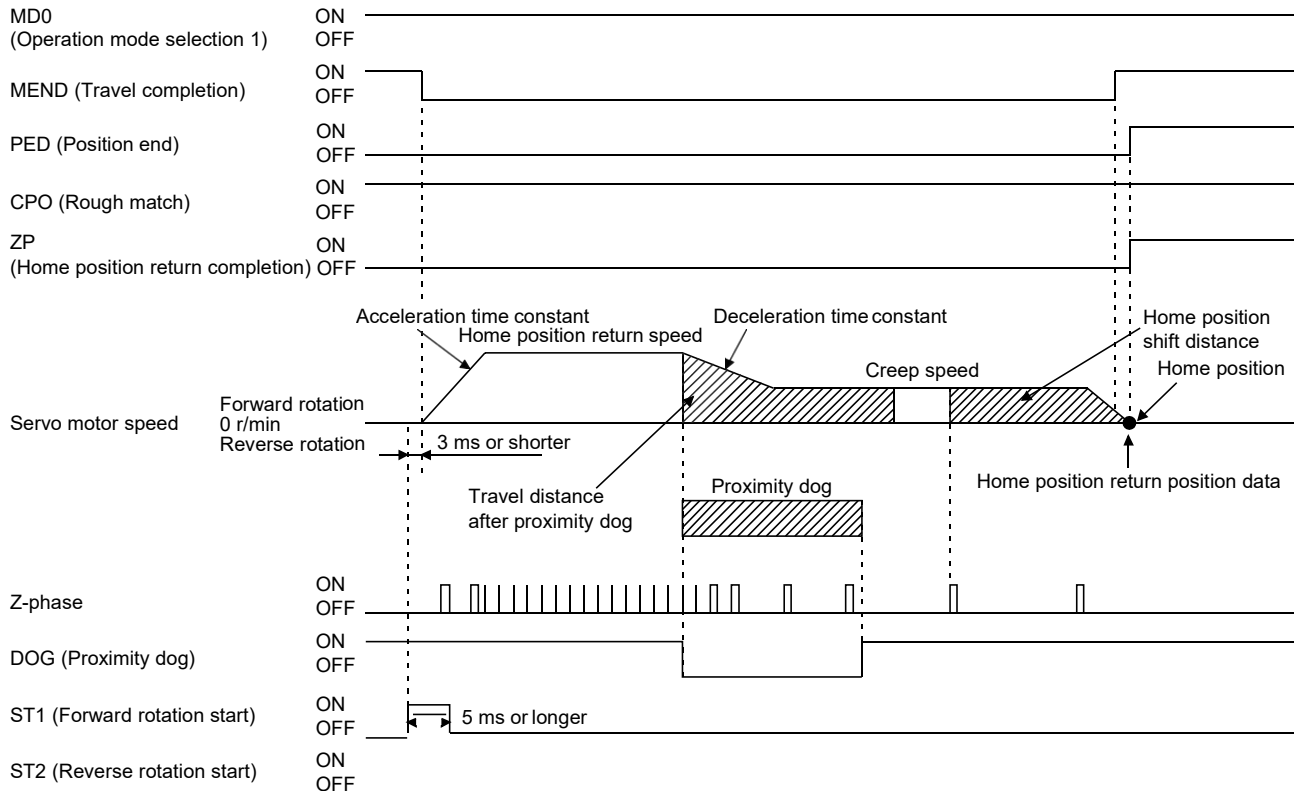 MD0 ON
(Operation mode selection 1) OFF
MEND (Travel completion) ON
OFF
PED (Position end) ON
OFF
CPO (Rough match) ON
OFF
ZP ON
(Home position return completion) OFF
Acceleration time constant
Home position return speed
Deceleration time constant
Creep speed
Home position
shift distance
Home position
Servo motor speed
Forward rotation
0 r/min
Reverse rotation
3 ms or shorter
Travel distance
after proximity dog
Proximity dog
Home position return position data
Z-phase ON
OFF
DOG (Proximity dog) ON
OFF
ST1 (Forward rotation start) ON
OFF
5 ms or longer
ST2 (Reverse rotation start) ON
OFF